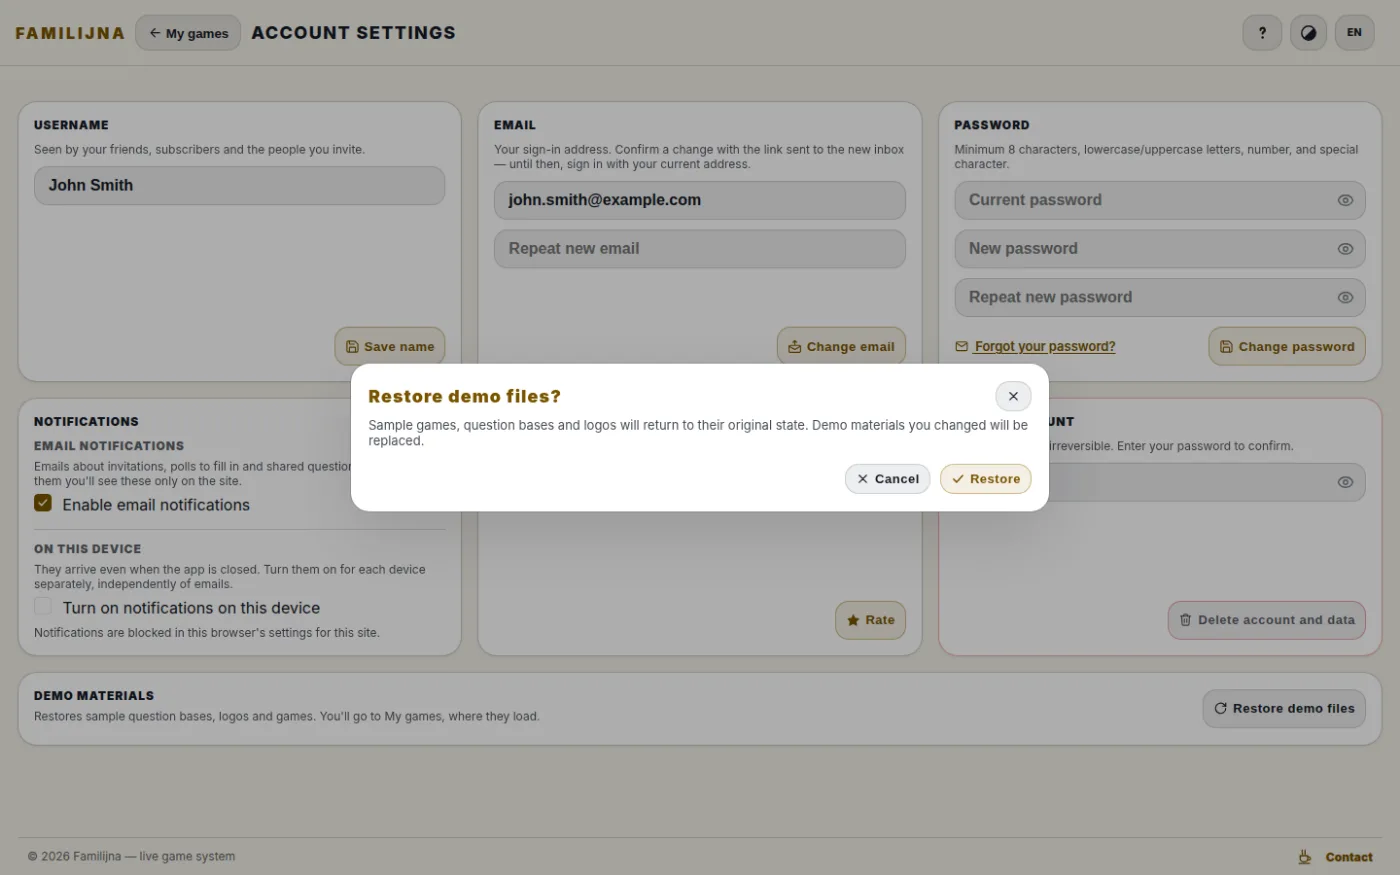 FAMILIJNA
My games
ACCOUNT SETTINGS
?
EN
USERNAME
Seen by your friends, subscribers and the people you invite.
John Smith
Save name
EMAIL
Your sign-in address. Confirm a change with the link sent to the new inbox
— until then, sign in with your current address.
john.smith@example.com
Repeat new email
Change email
PASSWORD
Minimum 8 characters, lowercase/uppercase letters, number, and special
character.
Current password
New password
Repeat new password
Forgot your password?
Change password
Restore demo files?
Sample games, question bases and logos will return to their original state. Demo materials you changed will be
replaced.
Cancel
Restore
NOTIFICATIONS
EMAIL NOTIFICATIONS
Emails about invitations, polls to fill in and shared question
them you'll see these only on the site.
Enable email notifications
ON THIS DEVICE
They arrive even when the app is closed. Turn them on for each device
separately, independently of emails.
Turn on notifications on this device
Notifications are blocked in this browser's settings for this site.
Rate
irreversible. Enter your password to confirm.
Delete account and data
DEMO MATERIALS
Restores sample question bases, logos and games. You'll go to My games, where they load.
Restore demo files
© 2026 Familijna — live game system
Contact